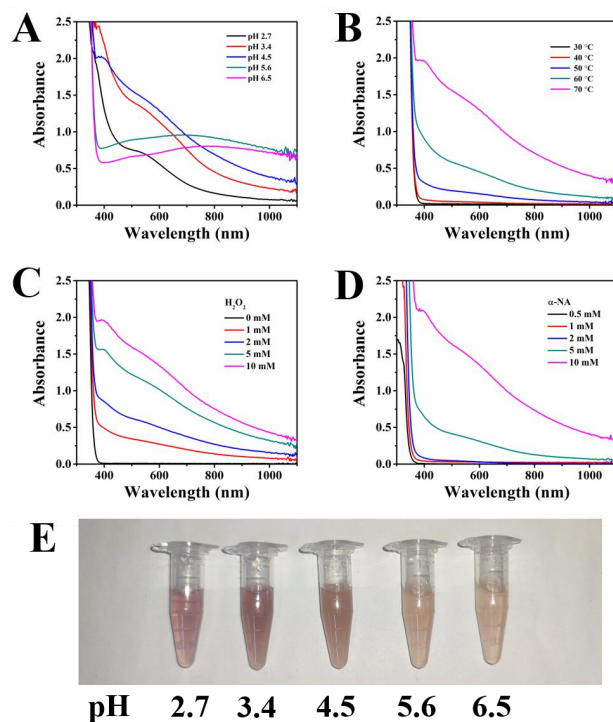 A
pH 2.7
pH 3.4
pH 4.5
pH 5.6
pH 6.5
Absorbance
2.5
2.0
1.5
1.0
0.5
0.0
400 600 800 1000
Wavelength (nm)
B
30 °C
40 °C
50 °C
60 °C
70 °C
Absorbance
2.5
2.0
1.5
1.0
0.5
0.0
400 600 800 1000
Wavelength (nm)
C
H₂O₂
0 mM
1 mM
2 mM
5 mM
10 mM
Absorbance
2.5
2.0
1.5
1.0
0.5
0.0
400 600 800 1000
Wavelength (nm)
D
α-NA
0.5 mM
1 mM
2 mM
5 mM
10 mM
Absorbance
2.5
2.0
1.5
1.0
0.5
0.0
400 600 800 1000
Wavelength (nm)
E
pH 2.7 3.4 4.5 5.6 6.5